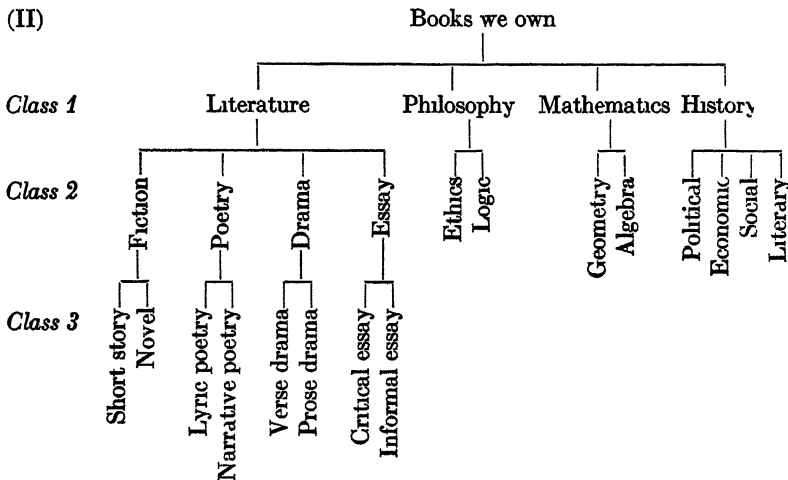 (II) Books we own
Class 1 Literature Philosophy Mathematics History
Class 2 Fiction Poetry Drama Essay Ethics Logic Geometry Algebra Political Economic Social Literary
Class 3 Short story Novel Lyric poetry Narrative poetry Verse drama Prose drama Critical essay Informal essay